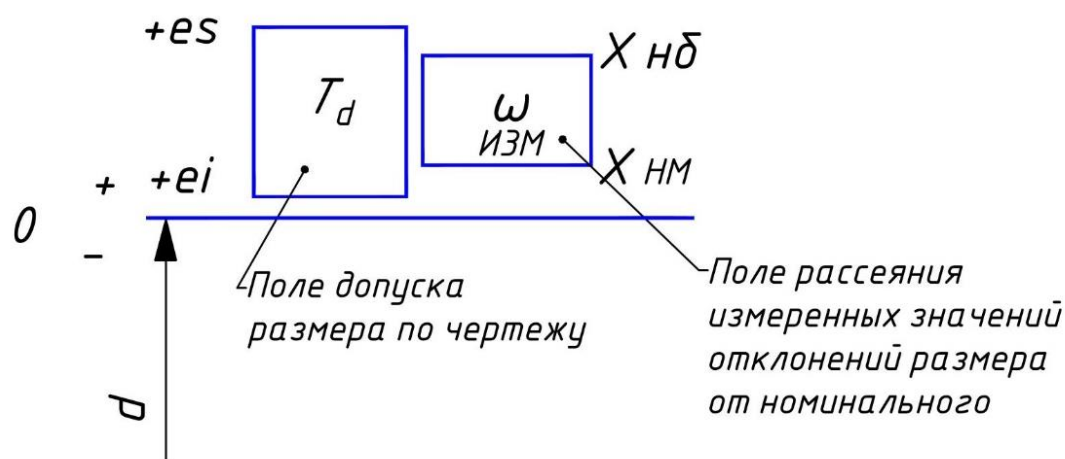 +es
T d
ω
ИЗМ
X нб
X нм
+ +ei
0
-
Поле допуска
размера по чертежу
Поле рассеяния
измеренных значений
отклонений размера
от номинального
d